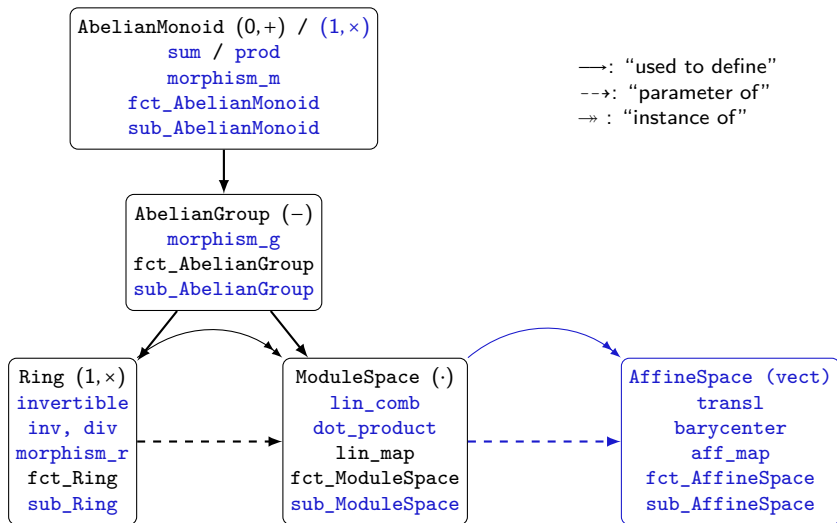 AbelianMonoid (0,+) / (1,×)
sum / prod
morphism_m
fct_AbelianMonoid
sub_AbelianMonoid
⟶: “used to define”
⇢: “parameter of”
↠ : “instance of”
AbelianGroup (−)
morphism_g
fct_AbelianGroup
sub_AbelianGroup
Ring (1,×)
invertible
inv, div
morphism_r
fct_Ring
sub_Ring
ModuleSpace (·)
lin_comb
dot_product
lin_map
fct_ModuleSpace
sub_ModuleSpace
AffineSpace (vect)
transl
barycenter
aff_map
fct_AffineSpace
sub_AffineSpace